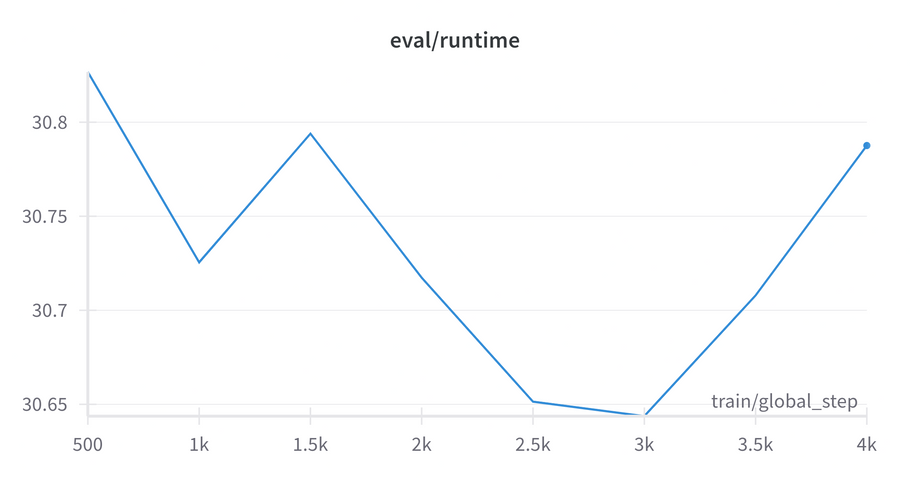 eval/runtime
30.8
30.75
30.7
30.65
train/global_step
500 1k 1.5k 2k 2.5k 3k 3.5k 4k